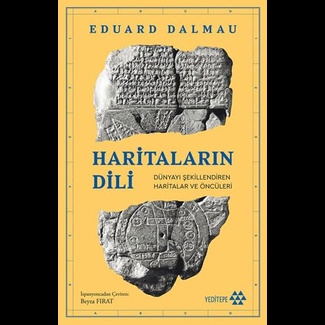 EDUARD DALMAU
HARİTALARIN
DİLİ
DÜNYAYI ŞEKİLLENDİREN
HARİTALAR VE ÖNCÜLERİ
İspanyolcadan Çeviren:
Beyza FIRAT
YEDİTEPE